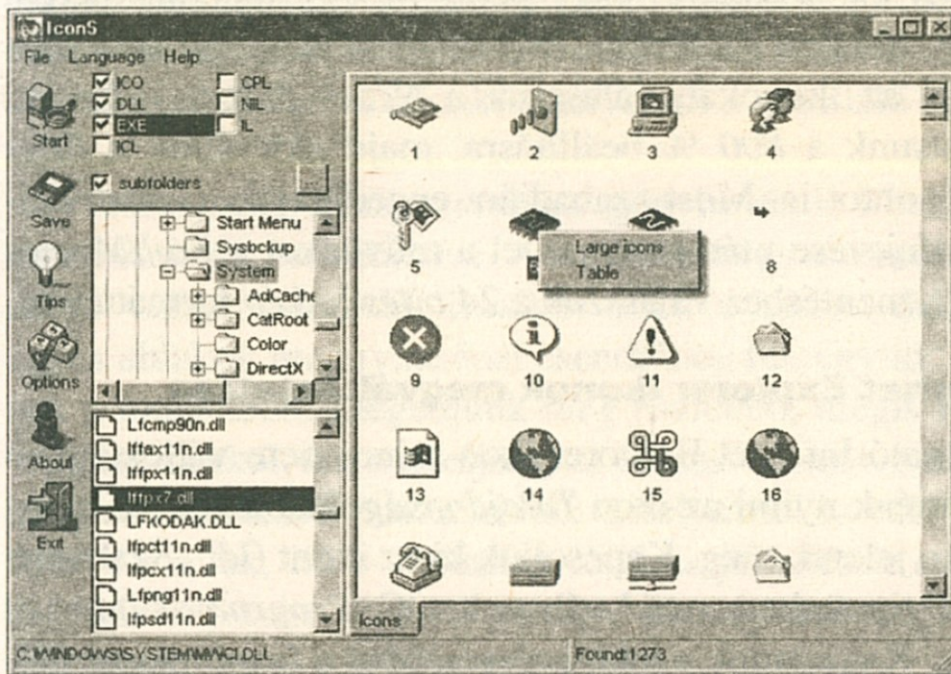 IconS
File Language Help
Start
ICO
CPL
DLL
NIL
EXE
IL
ICL
Save
subfolders
...
Tips
Options
About
Exit
Start Menu
Sysbckup
System
AdCache
CatRoot
Color
DirectX
Lfcmp90n.dll
lffax11n.dll
lffpx11n.dll
lffpx7.dll
LFKODAK.DLL
lfpct11n.dll
lfpcx11n.dll
Lfpng11n.dll
lfpsd11n.dll
1 2 3 4
5 8
Large icons
Table
9 10 11 12
13 14 15 16
Icons
C:\WINDOWS\SYSTEM\MWCI.DLL Found:1273